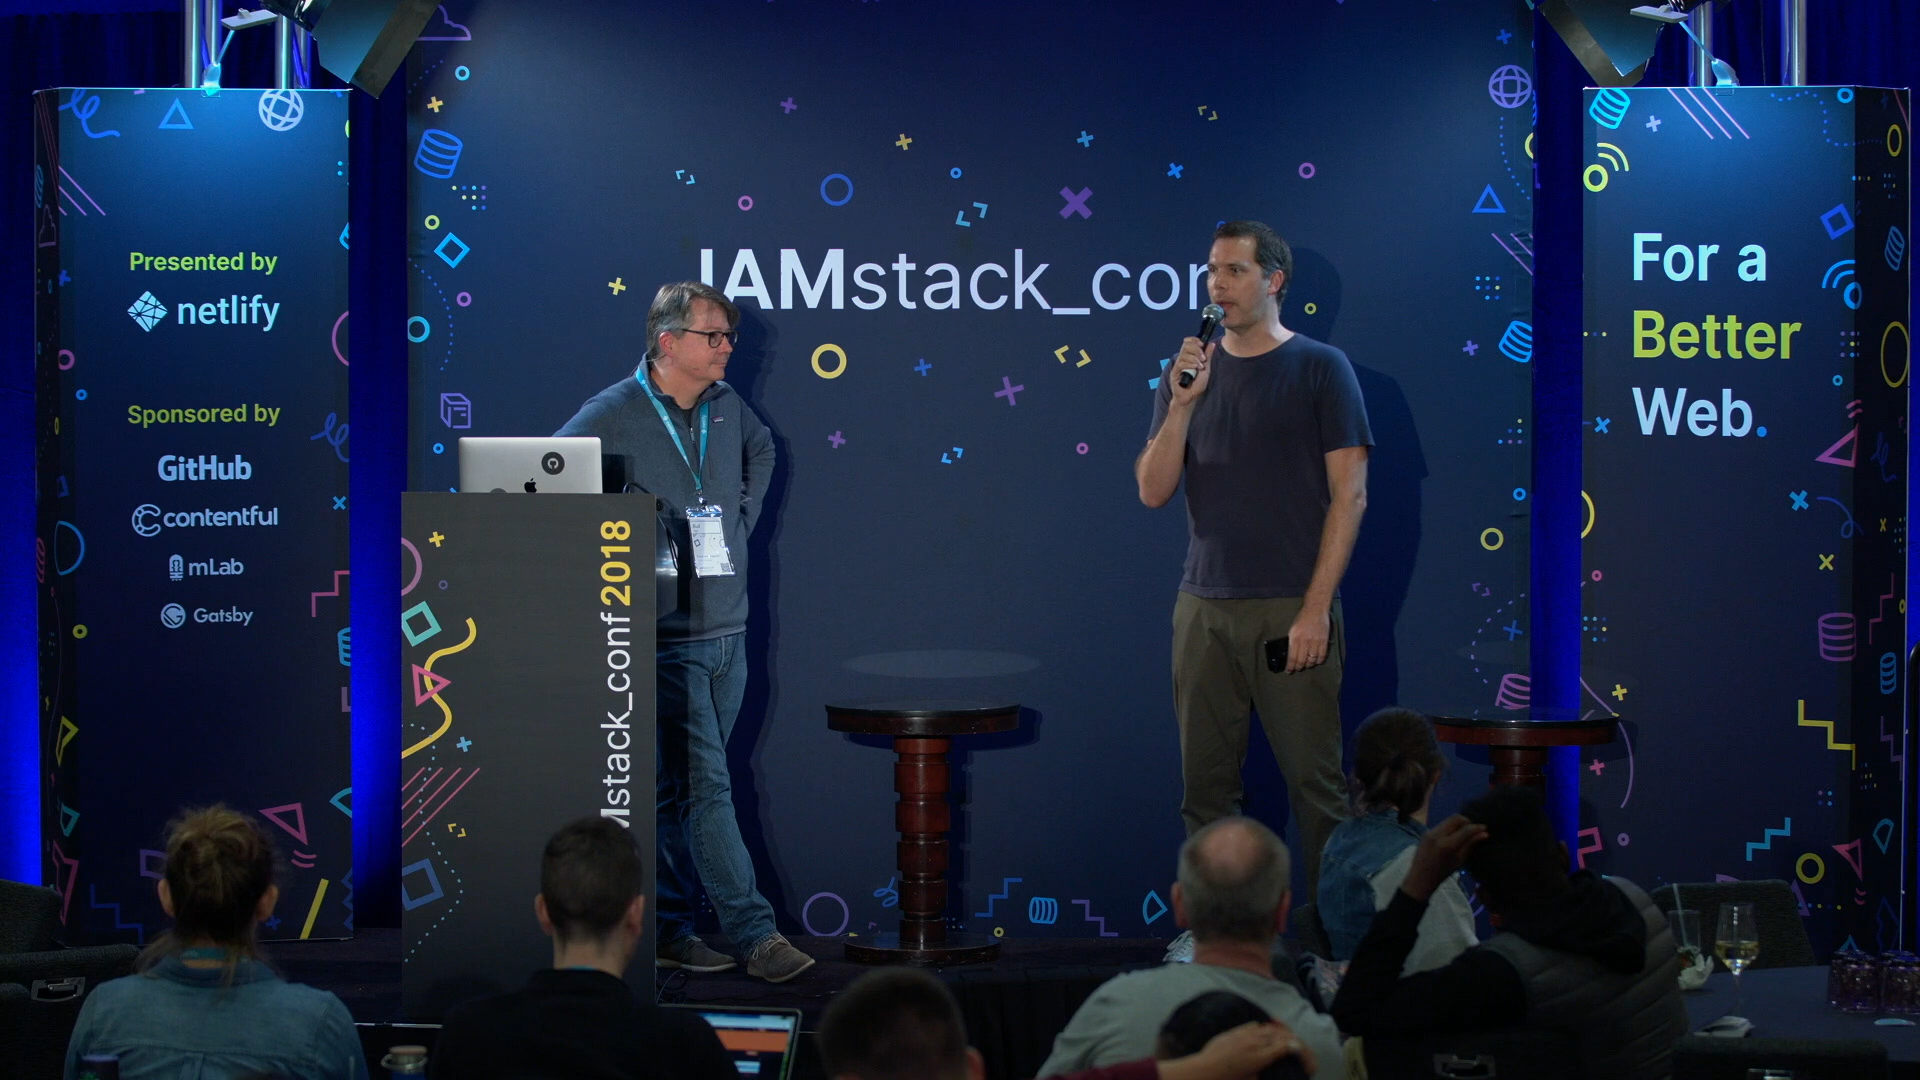 Presented by
netlify
Sponsored by
GitHub
contentful
mLab
Gatsby
JAMstack_con
Mstack_conf 2018
For a
Better
Web.